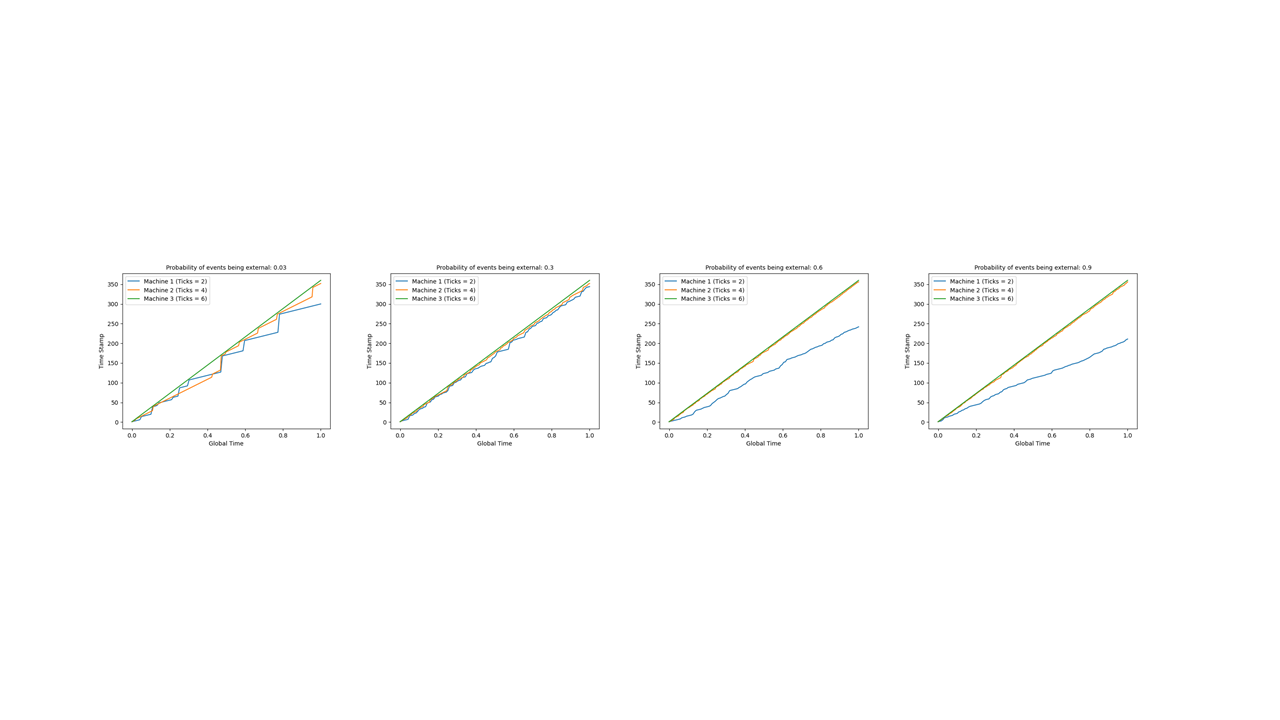 Probability of events being external: 0.03
Machine 1 (Ticks = 2)
Machine 2 (Ticks = 4)
Machine 3 (Ticks = 6)
Time Stamp
350
300
250
200
150
100
50
0
0.0 0.2 0.4 0.6 0.8 1.0
Global Time
Probability of events being external: 0.3
Machine 1 (Ticks = 2)
Machine 2 (Ticks = 4)
Machine 3 (Ticks = 6)
Time Stamp
350
300
250
200
150
100
50
0
0.0 0.2 0.4 0.6 0.8 1.0
Global Time
Probability of events being external: 0.6
Machine 1 (Ticks = 2)
Machine 2 (Ticks = 4)
Machine 3 (Ticks = 6)
Time Stamp
350
300
250
200
150
100
50
0
0.0 0.2 0.4 0.6 0.8 1.0
Global Time
Probability of events being external: 0.9
Machine 1 (Ticks = 2)
Machine 2 (Ticks = 4)
Machine 3 (Ticks = 6)
Time Stamp
350
300
250
200
150
100
50
0
0.0 0.2 0.4 0.6 0.8 1.0
Global Time